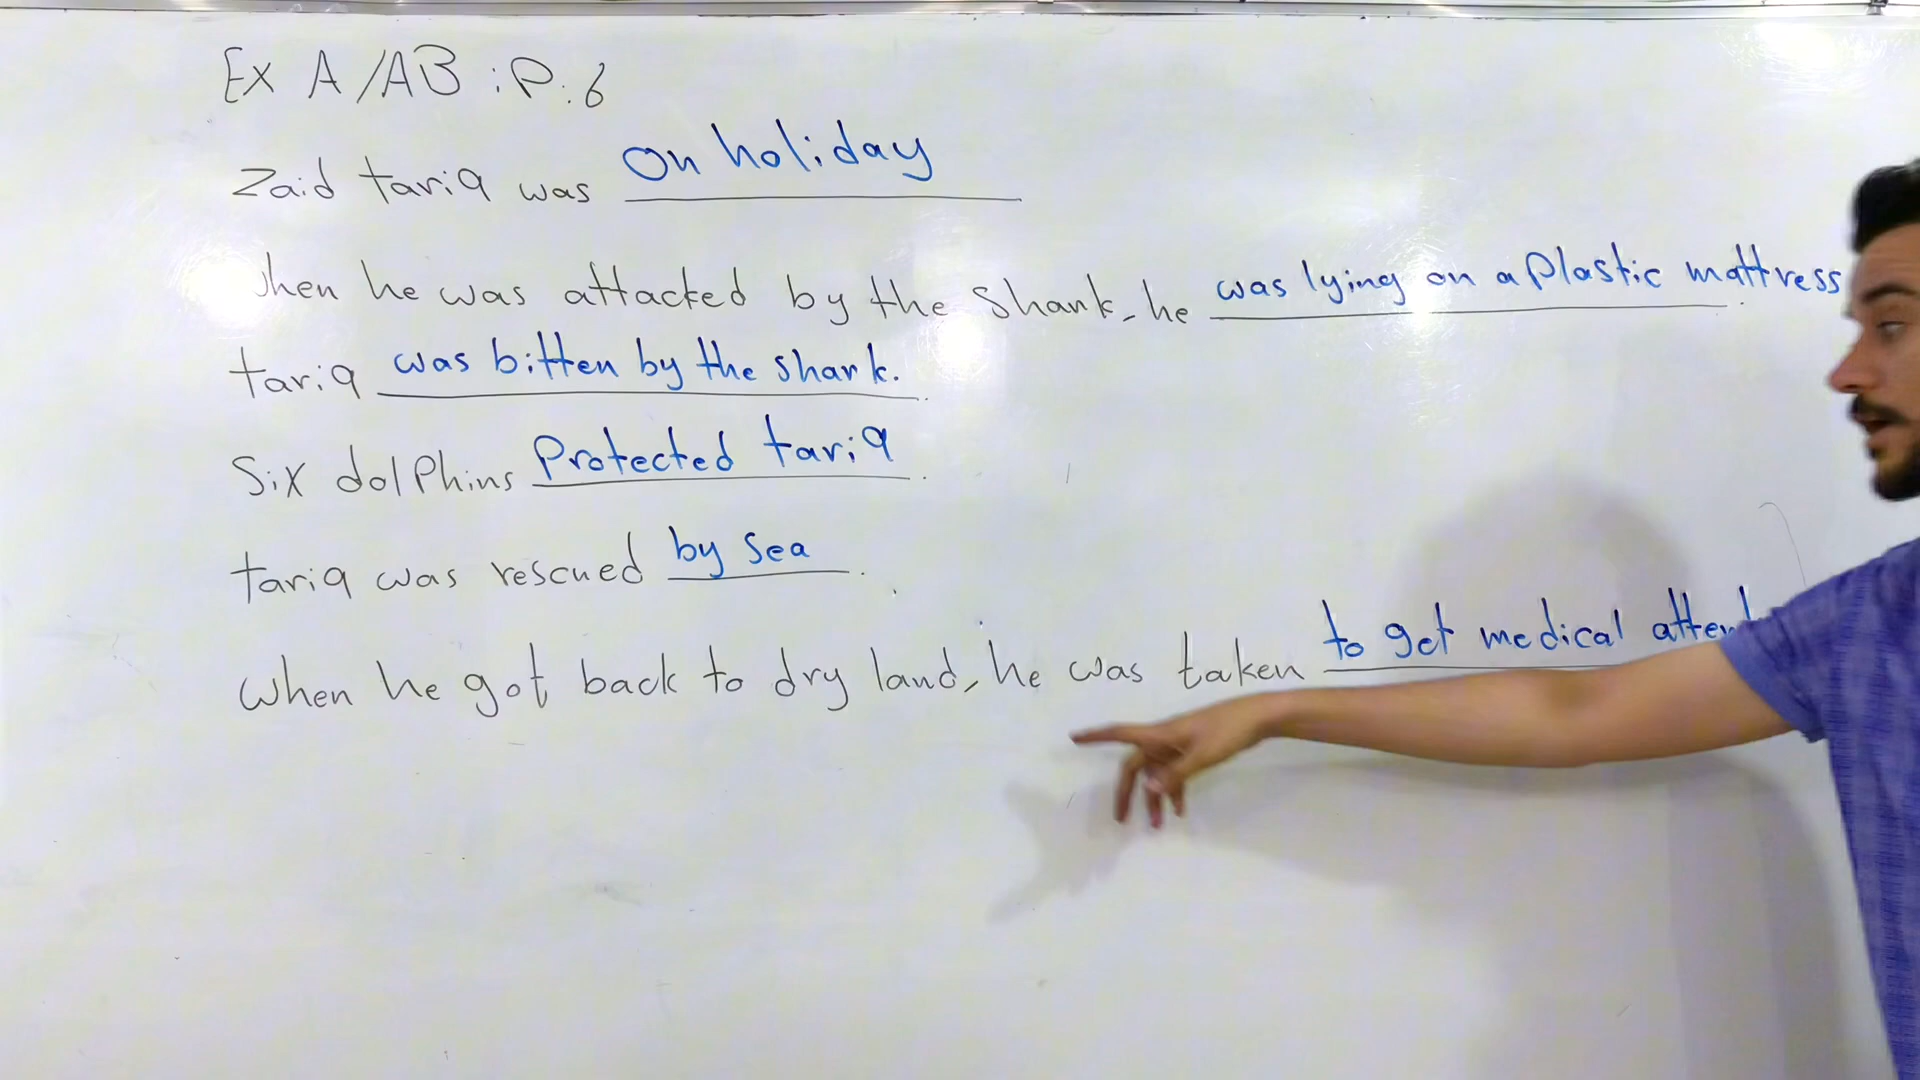 Ex A/AB : P: 6
Zaid tariq was on holiday
When he was attacked by the Shank, he was lying on a Plastic mattress.
tariq was bitten by the shark.
Six dolphins Protected tariq.
tariq was rescued by Sea.
When he got back to dry land, he was taken to get medical